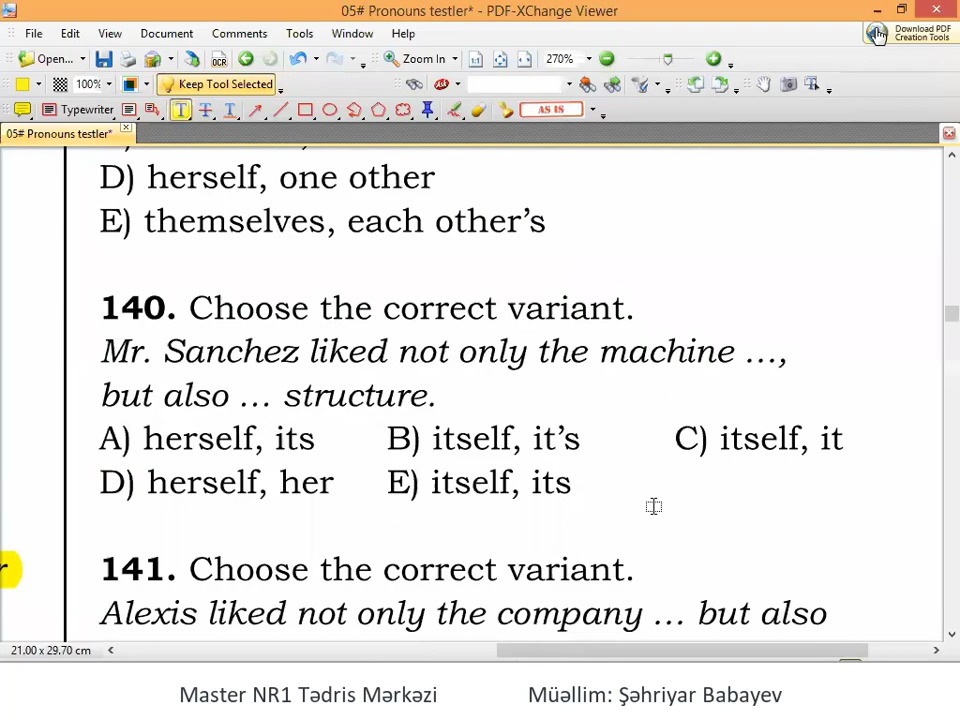 05# Pronouns testler* - PDF-XChange Viewer
File Edit View Document Comments Tools Window Help
Download PDF
Creation Tools
Open... OCR Zoom In 270%
100% Keep Tool Selected
Typewriter T T T AS IS
05# Pronouns testler*
D) herself, one other
E) themselves, each other’s
140. Choose the correct variant.
Mr. Sanchez liked not only the machine …,
but also … structure.
A) herself, its B) itself, it’s C) itself, it
D) herself, her E) itself, its
r
141. Choose the correct variant.
Alexis liked not only the company … but also
21.00 x 29.70 cm
Master NR1 Tədris Mərkəzi Müəllim: Şəhriyar Babayev